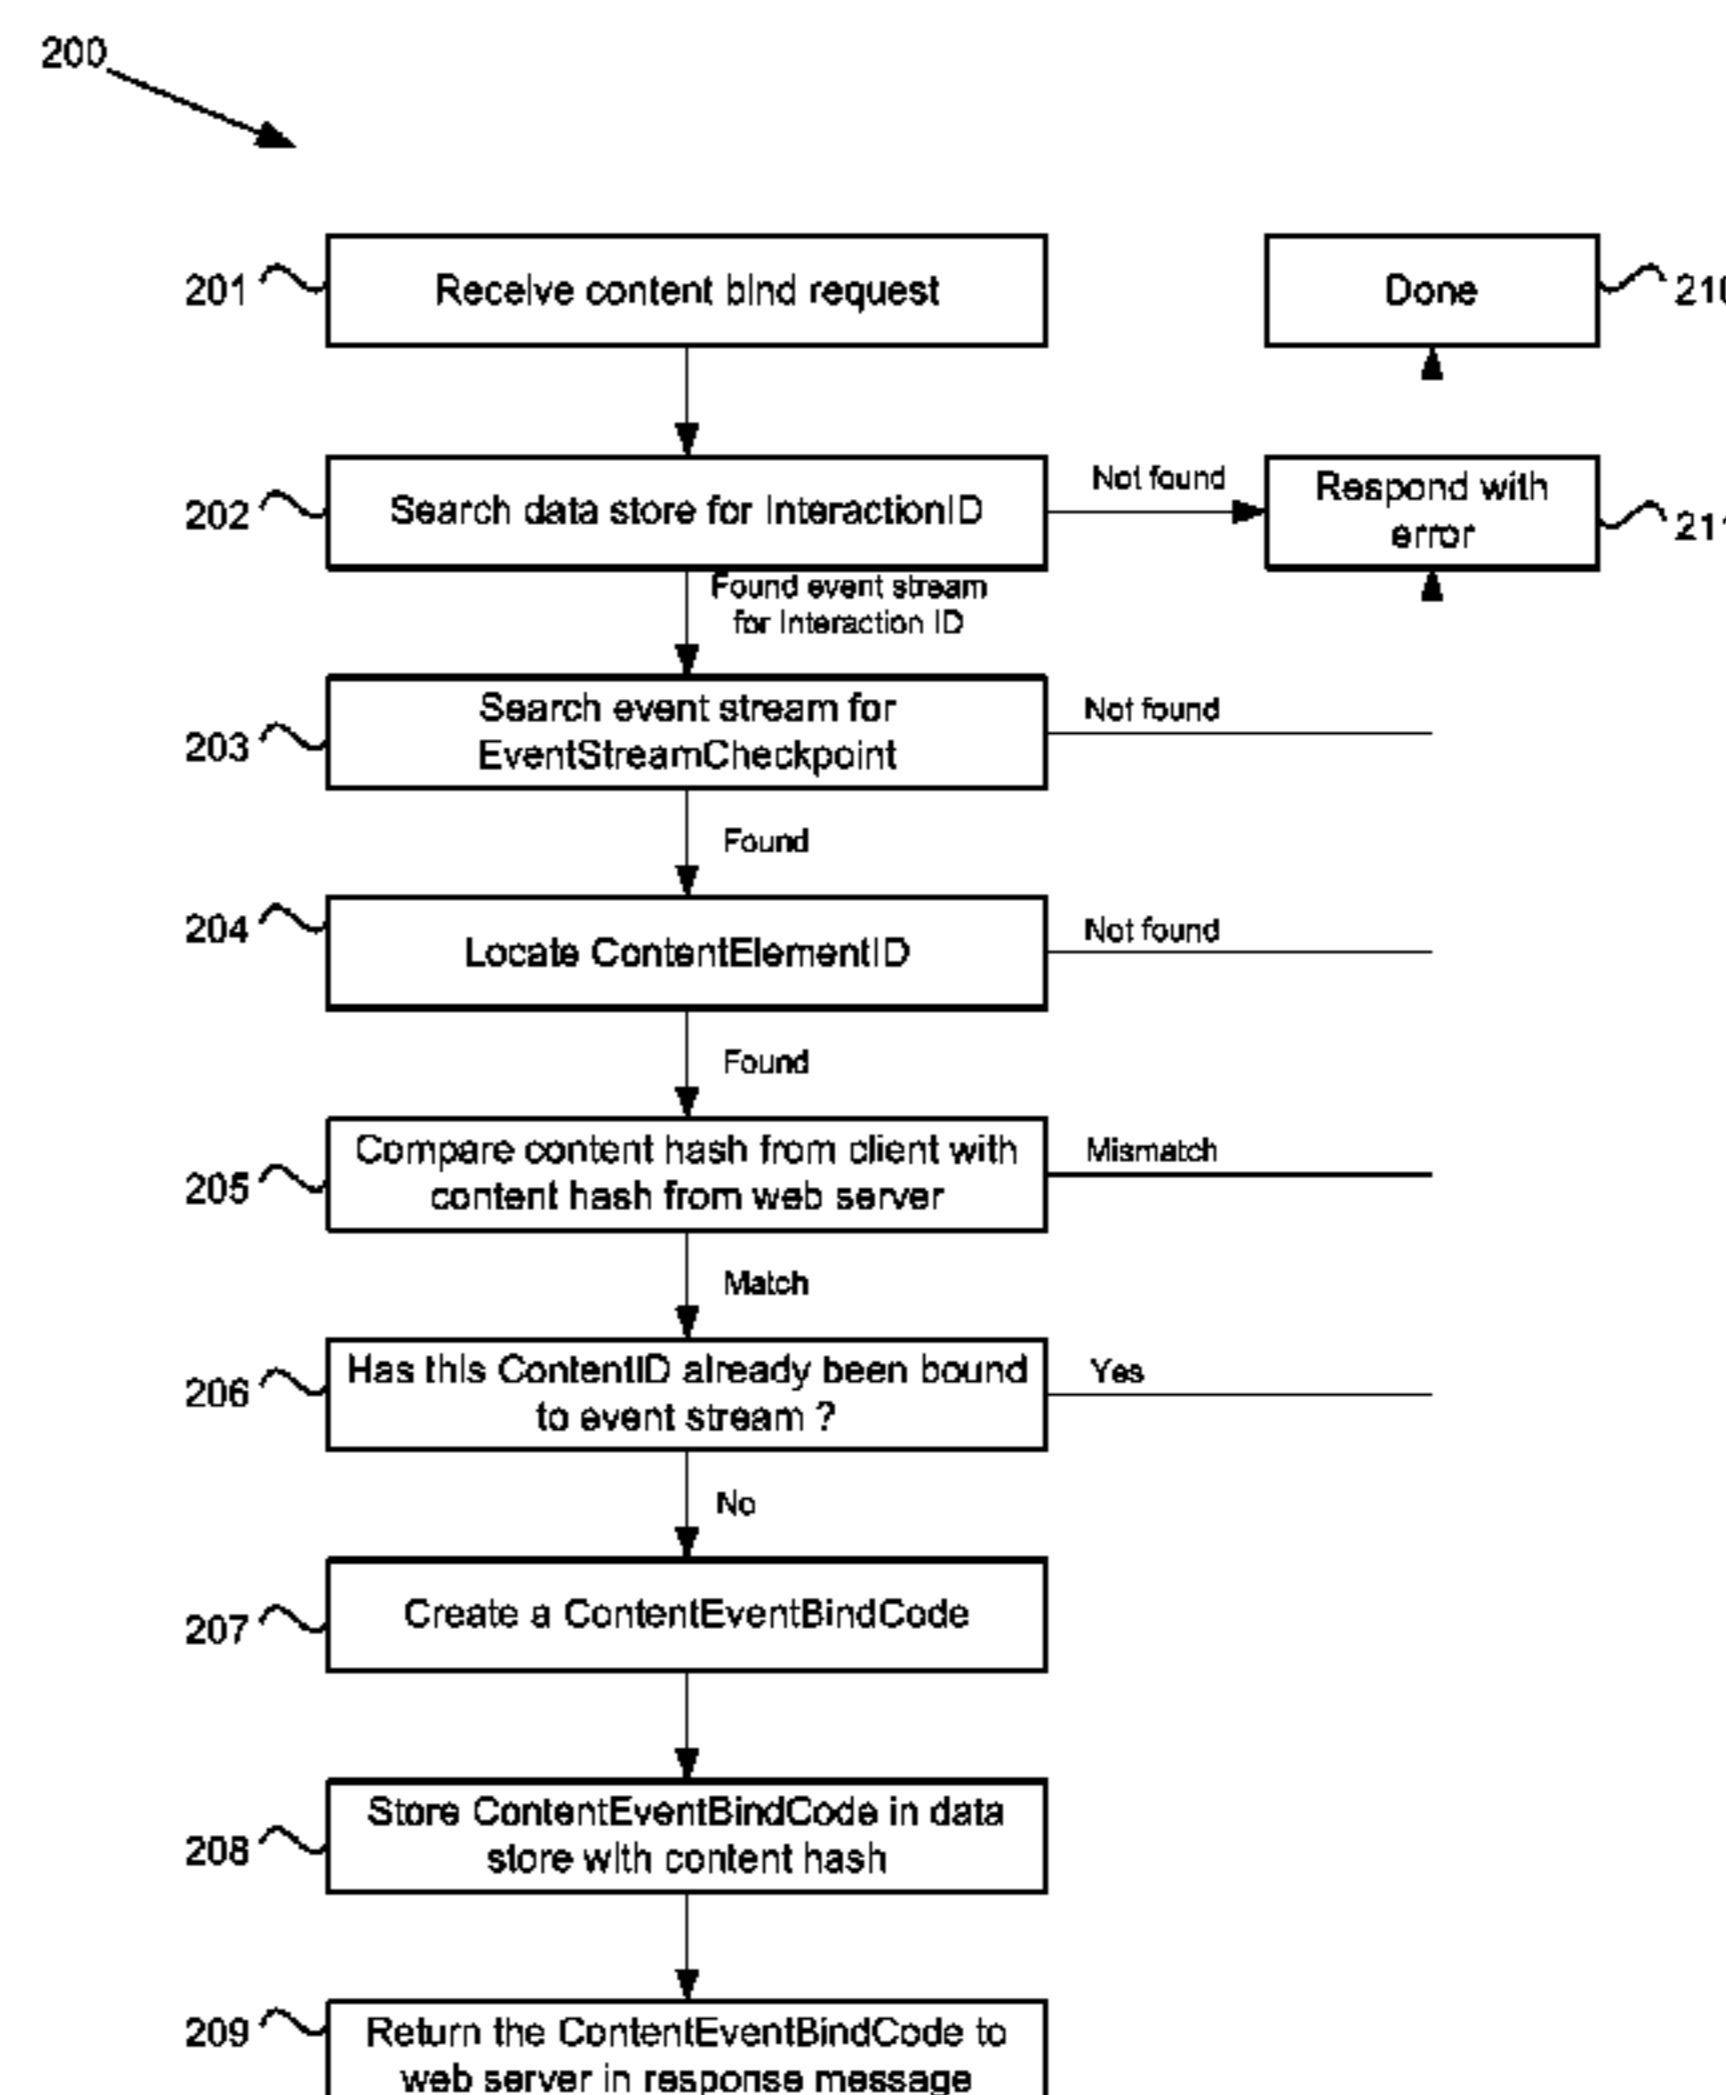 200
201
Receive content bind request
Done
210
202
Search data store for InteractionID
Not found
Respond with
error
211
Found event stream
for Interaction ID
203
Search event stream for
EventStreamCheckpoint
Not found
Found
204
Locate ContentElementID
Not found
Found
205
Compare content hash from client with
content hash from web server
Mismatch
Match
206
Has this ContentID already been bound
to event stream ?
Yes
No
207
Create a ContentEventBindCode
208
Store ContentEventBindCode in data
store with content hash
209
Return the ContentEventBindCode to
web server in response message